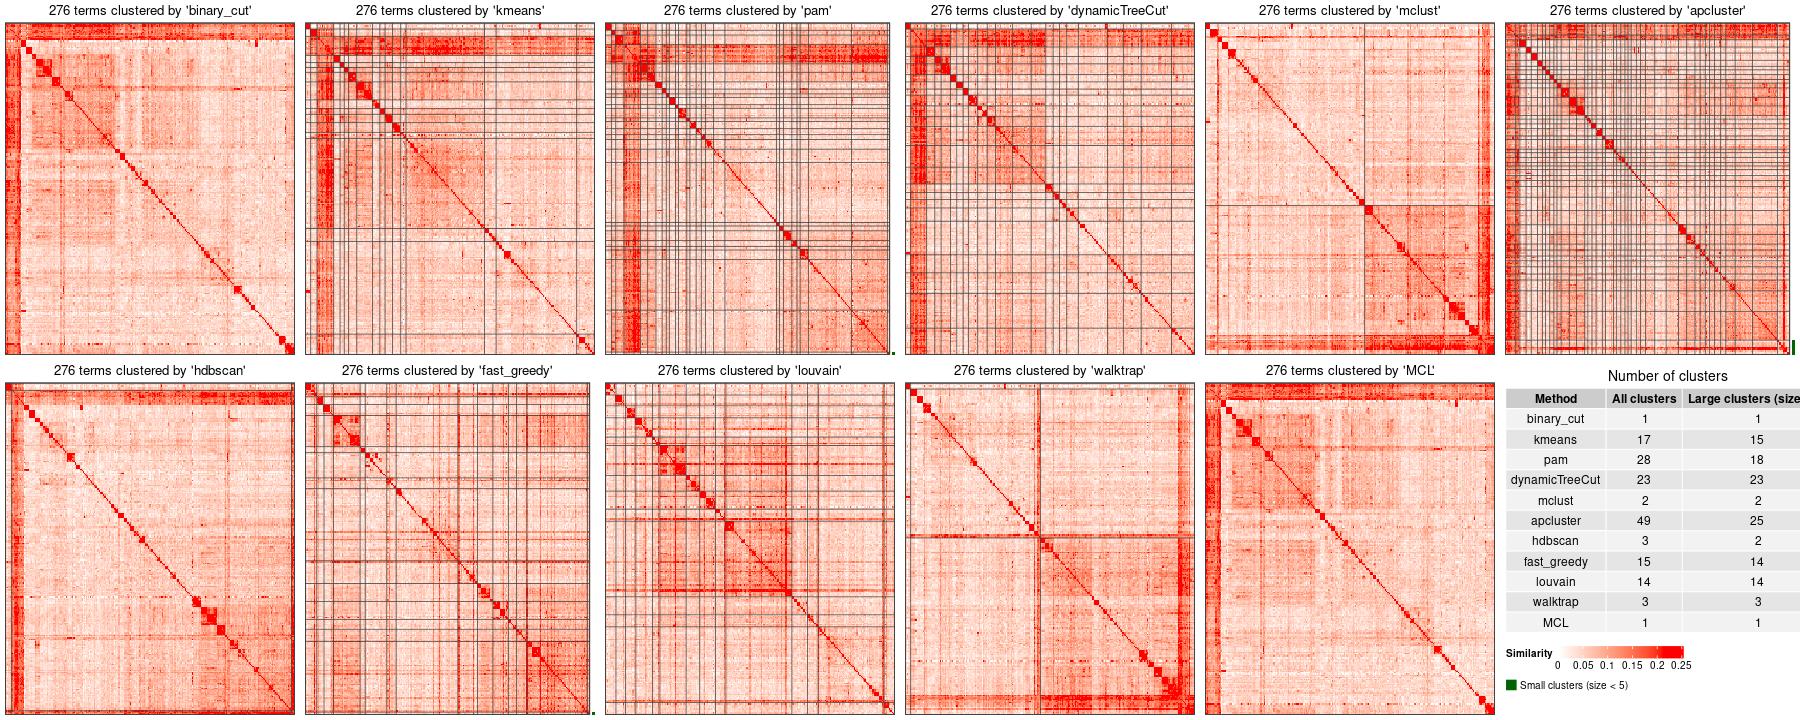 276 terms clustered by 'binary_cut'
276 terms clustered by 'kmeans'
276 terms clustered by 'pam'
276 terms clustered by 'dynamicTreeCut'
276 terms clustered by 'mclust'
276 terms clustered by 'apcluster'
276 terms clustered by 'hdbscan'
276 terms clustered by 'fast_greedy'
276 terms clustered by 'louvain'
276 terms clustered by 'walktrap'
276 terms clustered by 'MCL'
Number of clusters
Method All clusters Large clusters (size
binary_cut 1 1
kmeans 17 15
pam 28 18
dynamicTreeCut 23 23
mclust 2 2
apcluster 49 25
hdbscan 3 2
fast_greedy 15 14
louvain 14 14
walktrap 3 3
MCL 1 1
Similarity
0 0.05 0.1 0.15 0.2 0.25
Small clusters (size < 5)